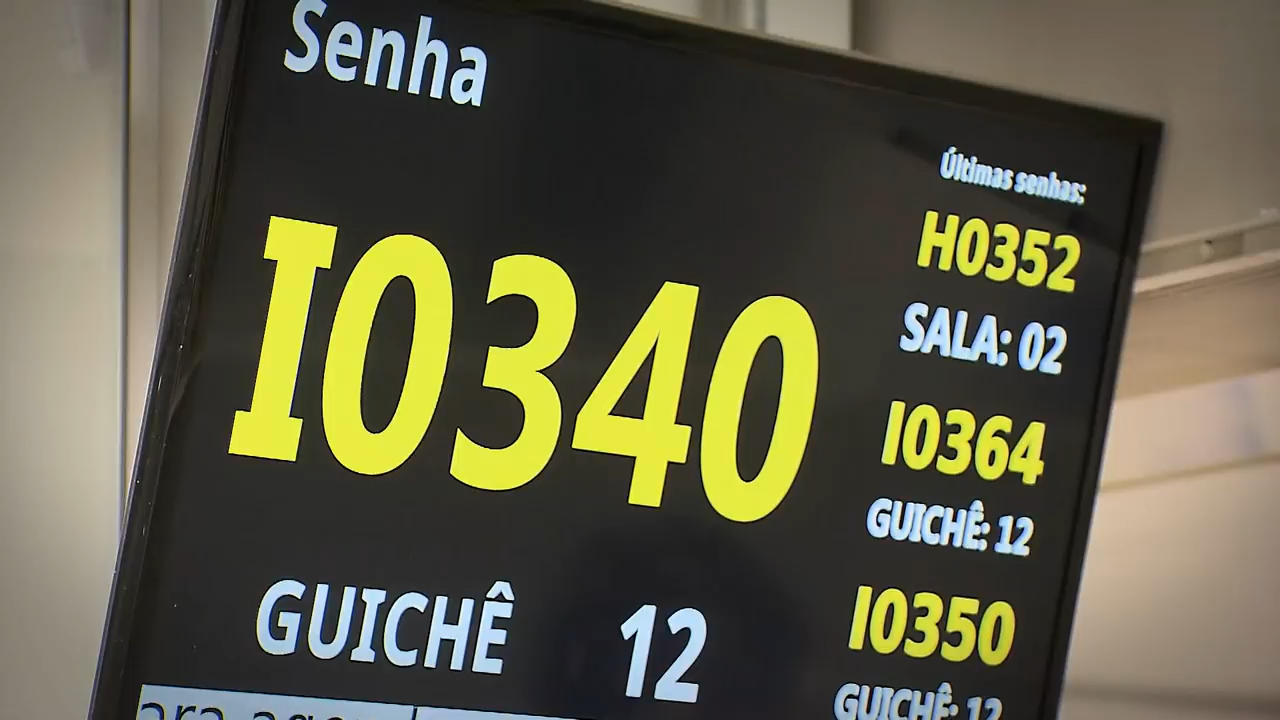 Senha
I0340
GUICHÊ 12
Últimas senhas:
H0352
SALA: 02
I0364
GUICHÊ: 12
I0350
GUICHÊ: 12